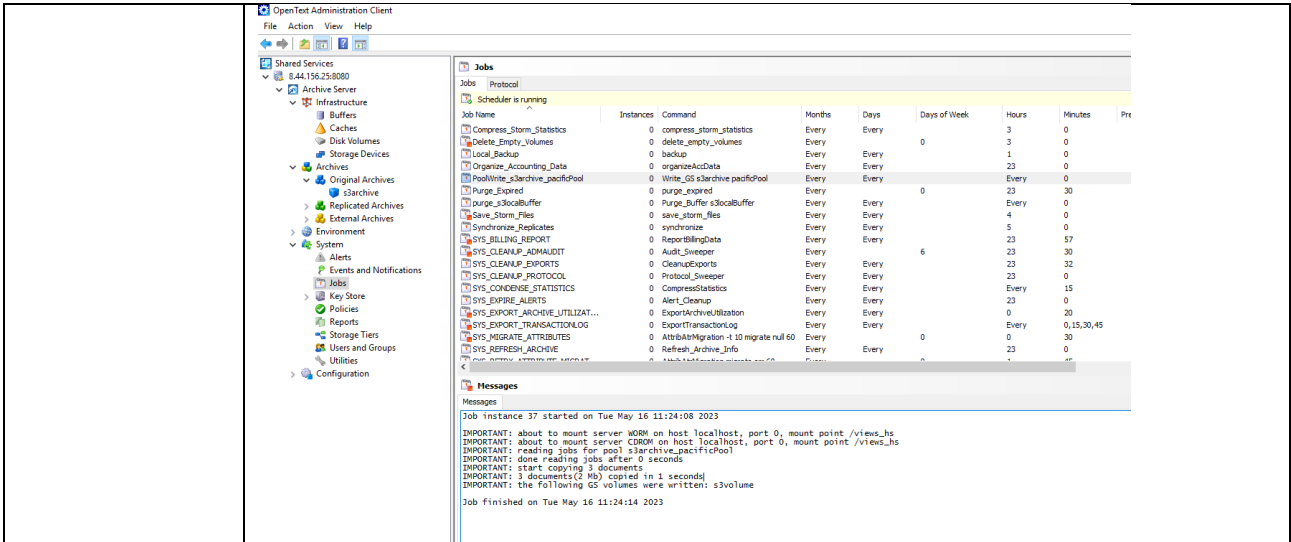 OpenText Administration Client
File Action View Help
Shared Services
8.44.156.25:8080
Archive Server
Infrastructure
Buffers
Caches
Disk Volumes
Storage Devices
Archives
Original Archives
s3archive
Replicated Archives
External Archives
Environment
System
Alerts
Events and Notifications
Jobs
Key Store
Policies
Reports
Storage Tiers
Users and Groups
Utilities
Configuration
Jobs
Jobs Protocol
Scheduler is running
Job Name Instances Command Months Days Days of Week Hours Minutes Pre
Compress_Storm_Statistics 0 compress_storm_statistics Every Every 3 0
Delete_Empty_Volumes 0 delete_empty_volumes Every 0 3 0
Local_Backup 0 backup Every Every 1 0
Organize_Accounting_Data 0 organizeAccData Every Every 23 0
PoolWrite_s3archive_pacificPool 0 Write_GS s3archive pacificPool Every Every Every 0
Purge_Expired 0 purge_expired Every 0 23 30
purge_s3localBuffer 0 Purge_Buffer s3localBuffer Every Every Every 0
Save_Storm_Files 0 save_storm_files Every Every 4 0
Synchronize_Replicates 0 synchronize Every Every 5 0
SYS_BILLING_REPORT 0 ReportBillingData Every Every 23 57
SYS_CLEANUP_ADMAUDIT 0 Audit_Sweeper Every 6 23 30
SYS_CLEANUP_EXPORTS 0 CleanupExports Every Every 23 32
SYS_CLEANUP_PROTOCOL 0 Protocol_Sweeper Every Every 23 0
SYS_CONDENSE_STATISTICS 0 CompressStatistics Every Every Every 15
SYS_EXPIRE_ALERTS 0 Alert_Cleanup Every Every 23 0
SYS_EXPORT_ARCHIVE_UTILIZAT... 0 ExportArchiveUtilization Every Every 0 20
SYS_EXPORT_TRANSACTIONLOG 0 ExportTransactionLog Every Every Every 0,15,30,45
SYS_MIGRATE_ATTRIBUTES 0 AttribAtrMigration -t 10 migrate null 60 Every 0 0 30
SYS_REFRESH_ARCHIVE 0 Refresh_Archive_Info Every Every 23 0
Messages
Messages
Job instance 37 started on Tue May 16 11:24:08 2023
IMPORTANT: about to mount server WORM on host localhost, port 0, mount point /views_hs
IMPORTANT: about to mount server CDROM on host localhost, port 0, mount point /views_hs
IMPORTANT: reading jobs for pool s3archive_pacificPool
IMPORTANT: done reading jobs after 0 seconds
IMPORTANT: start copying 3 documents
IMPORTANT: 3 documents(2 Mb) copied in 1 seconds
IMPORTANT: the following GS volumes were written: s3volume
Job finished on Tue May 16 11:24:14 2023